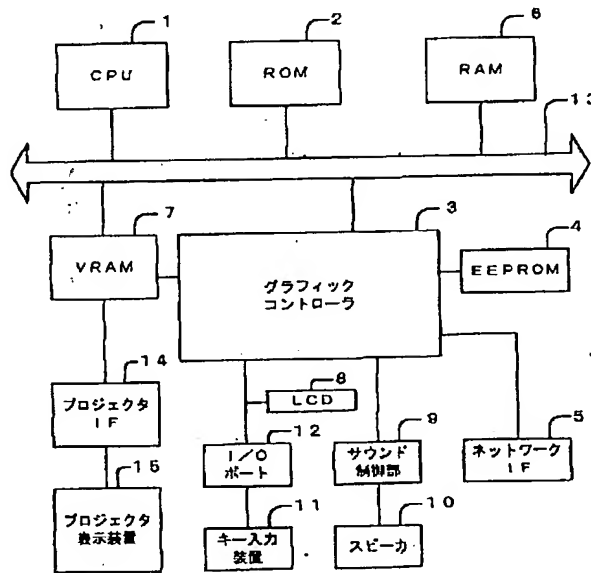 1
2
6
CPU
ROM
RAM
13
7
3
4
VRAM
グラフィック
コントローラ
EEPROM
14
8
LCD
プロジェクタ
IF
12
9
5
I/O
ポート
サウンド
制御部
ネットワーク
IF
15
11
10
プロジェクタ
表示装置
キー入力
装置
スピーカ